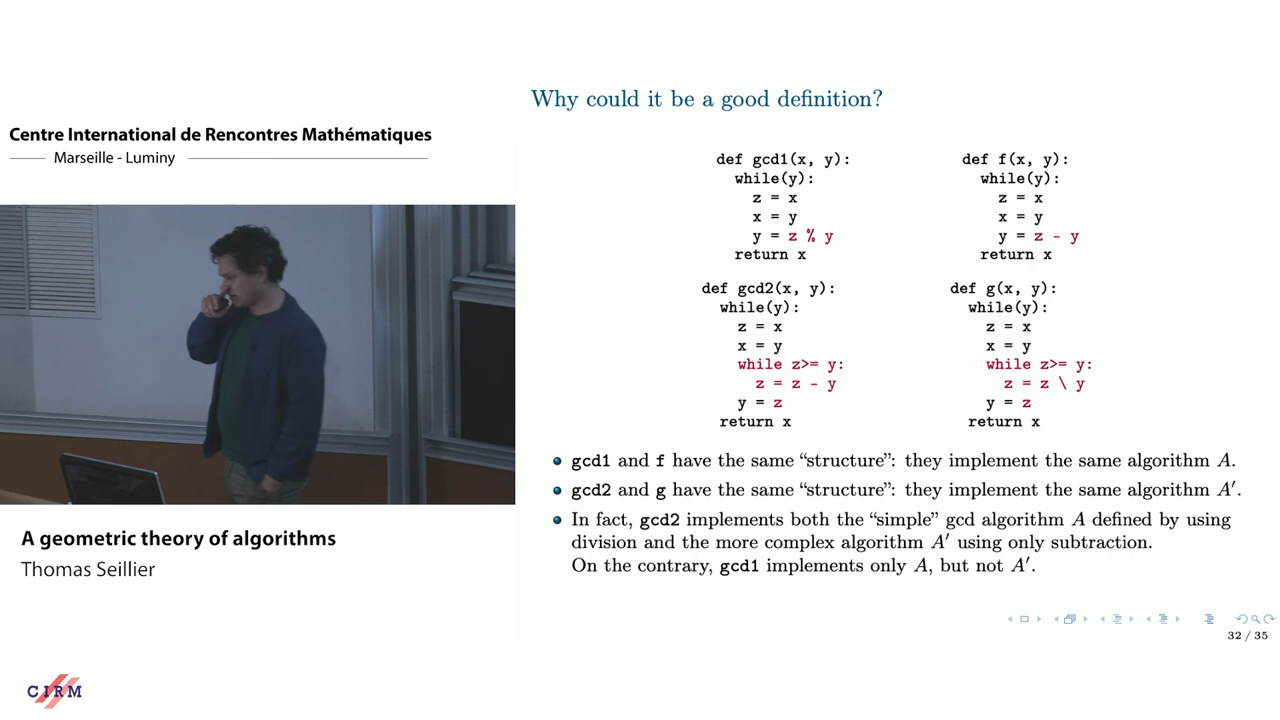 Centre International de Rencontres Mathématiques
Marseille - Luminy
A geometric theory of algorithms
Thomas Seillier
CIRM
Why could it be a good definition?
def gcd1(x, y):
while(y):
z = x
x = y
y = z % y
return x
def f(x, y):
while(y):
z = x
x = y
y = z - y
return x
def gcd2(x, y):
while(y):
z = x
x = y
while z>= y:
z = z - y
y = z
return x
def g(x, y):
while(y):
z = x
x = y
while z>= y:
z = z \ y
y = z
return x
• gcd1 and f have the same “structure”: they implement the same algorithm A.
• gcd2 and g have the same “structure”: they implement the same algorithm A′.
• In fact, gcd2 implements both the “simple” gcd algorithm A defined by using
division and the more complex algorithm A′ using only subtraction.
On the contrary, gcd1 implements only A, but not A′.
32 / 35